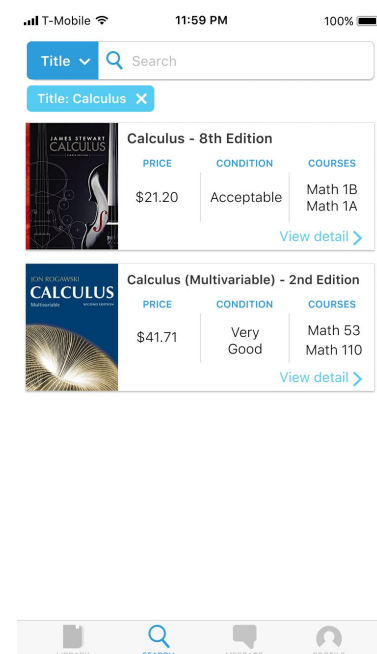 T-Mobile 11:59 PM 100%
Title Search
Title: Calculus
JAMES STEWART
CALCULUS
Calculus - 8th Edition
PRICE CONDITION COURSES
$21.20 Acceptable Math 1B
Math 1A
View detail
JON ROGAWSKI
CALCULUS
Multivariable SECOND EDITION
Calculus (Multivariable) - 2nd Edition
PRICE CONDITION COURSES
$41.71 Very Good Math 53
Math 110
View detail